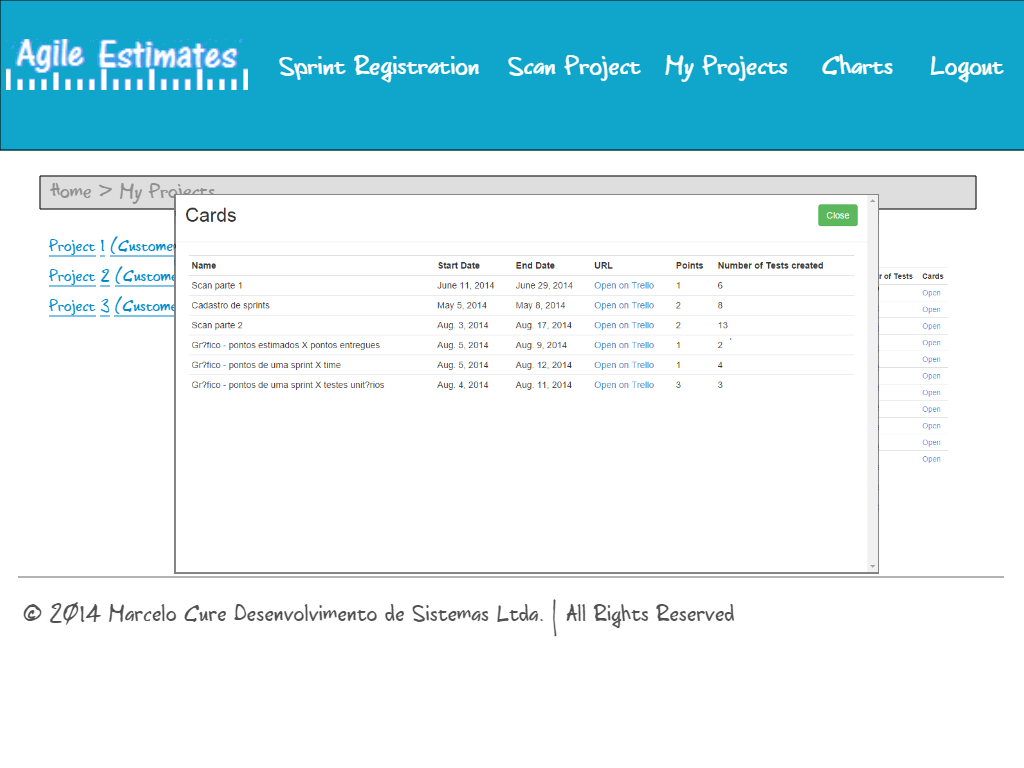 Agile Estimates
Sprint Registration Scan Project My Projects Charts Logout
Home > My Projects
Cards Close
Project 1
Project 2
Project 3
Name Start Date End Date URL Points Number of Tests created
Scan parte 1 June 11, 2014 June 29, 2014 Open on Trello 1 6
Cadastro de sprints May 5, 2014 May 8, 2014 Open on Trello 2 8
Scan parte 2 Aug. 3, 2014 Aug. 17, 2014 Open on Trello 2 13
Gr?fico - pontos estimados X pontos entregues Aug. 5, 2014 Aug. 9, 2014 Open on Trello 1 2
Gr?fico - pontos de uma sprint X time Aug. 5, 2014 Aug. 12, 2014 Open on Trello 1 4
Gr?fico - pontos de uma sprint X testes unit?rios Aug. 4, 2014 Aug. 11, 2014 Open on Trello 3 3
of Tests Cards
Open
Open
Open
Open
Open
Open
Open
Open
Open
Open
Open
© 2014 Marcelo Cure Desenvolvimento de Sistemas Ltda. | All Rights Reserved